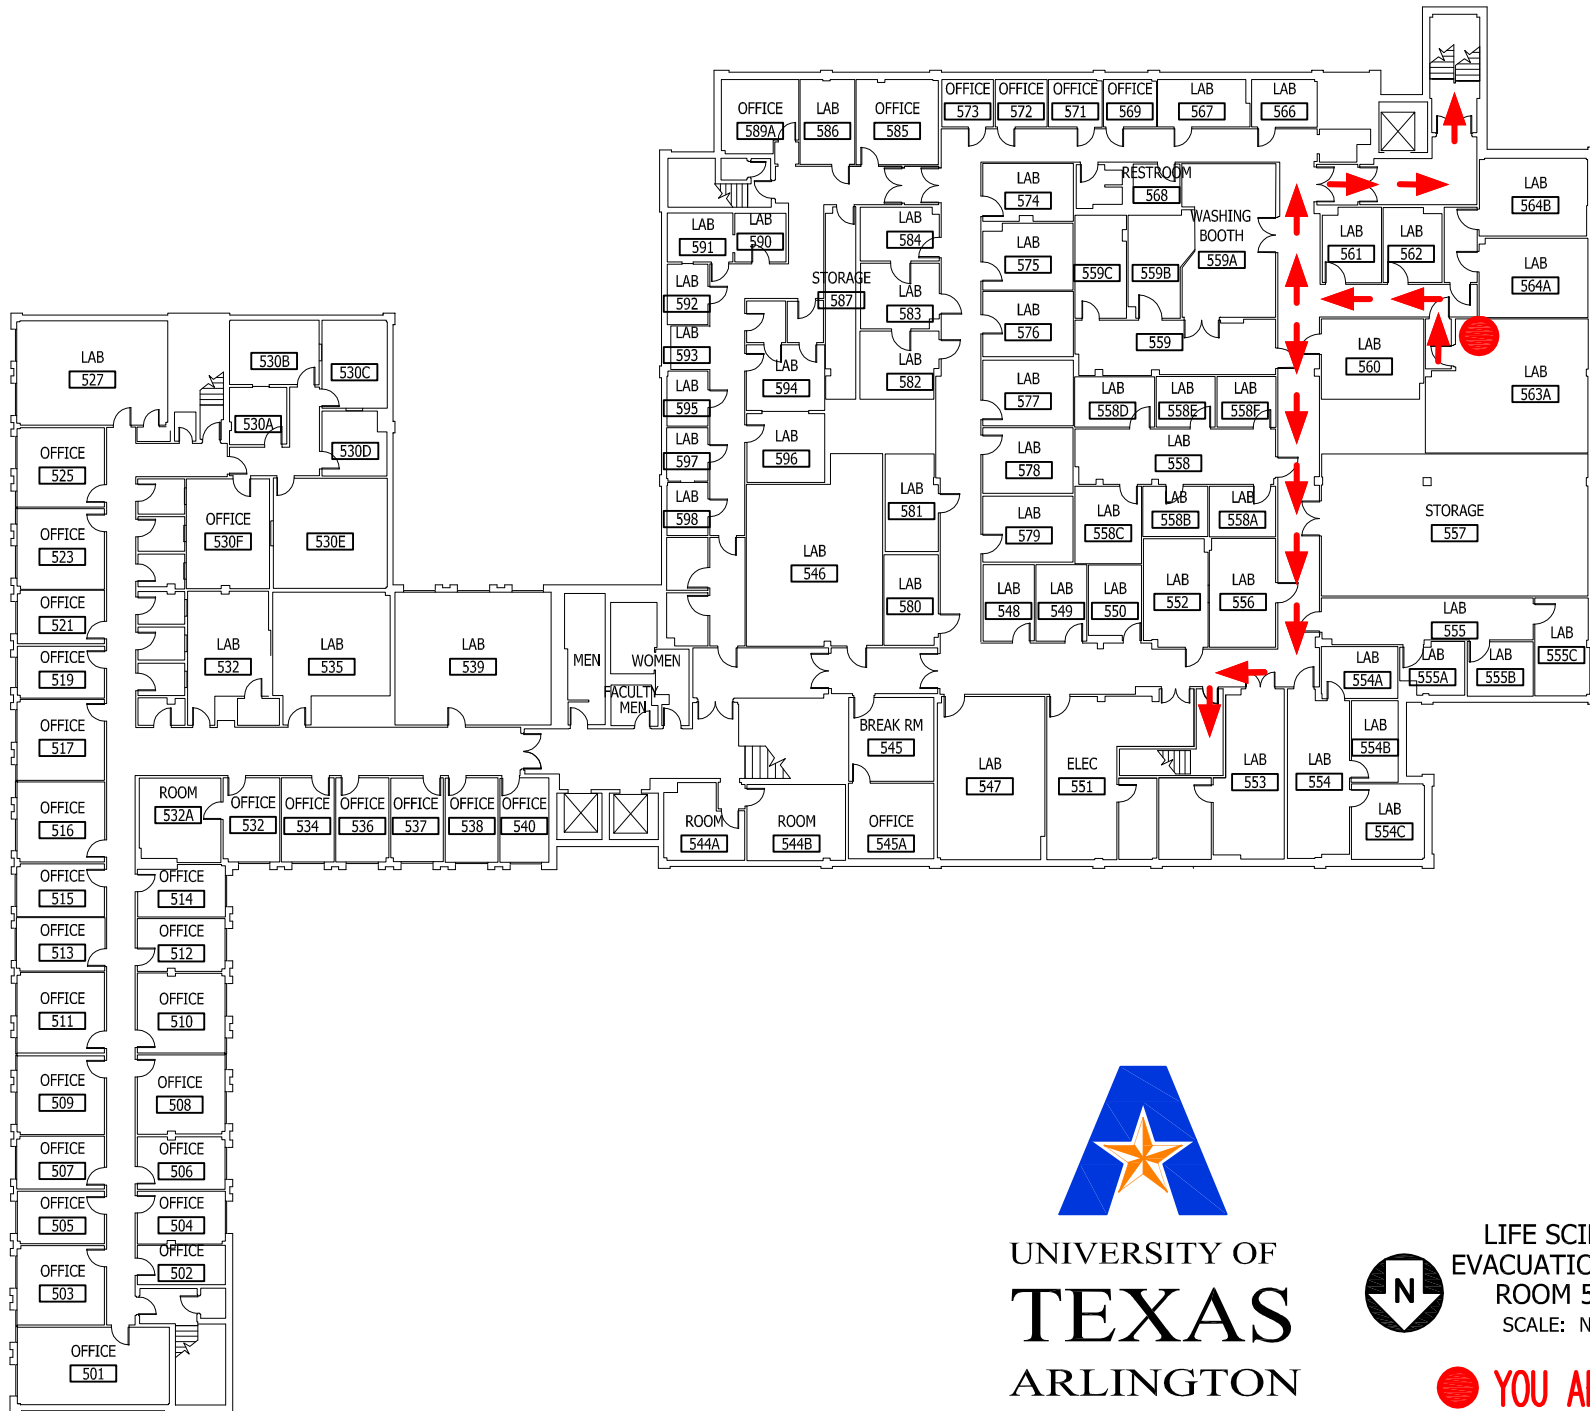 OFFICE
589A
LAB
586
OFFICE
585
OFFICE
573
OFFICE
572
OFFICE
571
OFFICE
569
LAB
567
LAB
566
LAB
574
RESTROOM
568
WASHING
BOOTH
559A
LAB
564B
LAB
591
LAB
590
LAB
584
LAB
575
559C
559B
LAB
561
LAB
562
LAB
564A
LAB
592
STORAGE
587
LAB
583
LAB
576
559
LAB
593
LAB
594
LAB
582
LAB
560
LAB
563A
LAB
527
530B
530C
530A
530D
LAB
595
LAB
577
LAB
558D
LAB
558E
LAB
558F
LAB
597
LAB
596
LAB
578
LAB
558
OFFICE
525
LAB
598
LAB
581
LAB
579
LAB
558C
LAB
558B
LAB
558A
STORAGE
557
OFFICE
523
OFFICE
530F
530E
LAB
546
LAB
580
LAB
548
LAB
549
LAB
550
LAB
552
LAB
556
OFFICE
521
LAB
555
OFFICE
519
LAB
532
LAB
535
LAB
539
MEN
WOMEN
FACULTY
MEN
LAB
554A
LAB
555A
LAB
555B
LAB
555C
OFFICE
517
BREAK RM
545
LAB
547
ELEC
551
LAB
553
LAB
554
LAB
554B
OFFICE
516
ROOM
532A
OFFICE
532
OFFICE
534
OFFICE
536
OFFICE
537
OFFICE
538
OFFICE
540
ROOM
544A
ROOM
544B
OFFICE
545A
LAB
554C
OFFICE
515
OFFICE
514
OFFICE
513
OFFICE
512
OFFICE
511
OFFICE
510
OFFICE
509
OFFICE
508
OFFICE
507
OFFICE
506
OFFICE
505
OFFICE
504
OFFICE
503
OFFICE
502
OFFICE
501
UNIVERSITY OF
TEXAS
ARLINGTON
N
LIFE SCI
EVACUATIO
ROOM 5
SCALE: N
YOU A